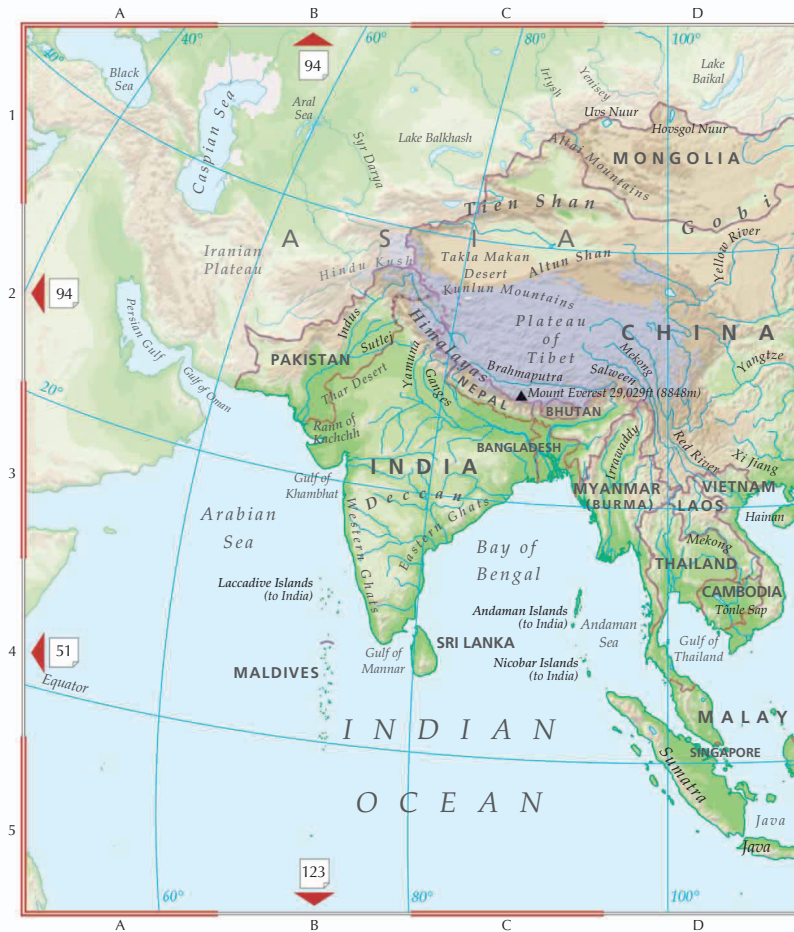 A B C D
40° 40° 60° 80° 100°
94
Black
Sea
Caspian Sea
Aral
Sea
Syr Darya
Lake Balkhash
Irtysh
Yenisey
Uvs Nuur
Hovsgol Nuur
Lake
Baikal
1
Altai Mountains
MONGOLIA
Tien Shan
Gobi
ASIA
Iranian
Plateau
Hindu Kush
Takla Makan
Desert
Altun Shan
Kunlun Mountains
Yellow River
2
94
Persian Gulf
Gulf of Oman
Indus
Sutlej
PAKISTAN
Thar Desert
Yamuna
Ganges
Himalayas
Plateau
of
Tibet
CHINA
Brahmaputra
Salween
Mekong
Yangtze
NEPAL
Mount Everest 29,029ft (8848m)
BHUTAN
20°
Rann of
Kachchh
BANGLADESH
Irrawaddy
Red River
Xi Jiang
3
INDIA
Gulf of
Khambhat
Deccan
Western Ghats
Eastern Ghats
MYANMAR
(BURMA)
VIETNAM
LAOS
Hainan
Arabian
Sea
Bay of
Bengal
Mekong
THAILAND
CAMBODIA
Tônle Sap
Laccadive Islands
(to India)
Andaman Islands
(to India)
Andaman
Sea
Gulf of
Thailand
4
51
SRI LANKA
Gulf of
Mannar
Nicobar Islands
(to India)
MALDIVES
Equator
MALAY
INDIAN
OCEAN
SINGAPORE
Sumatra
Java
Java
5
123
60° 80° 100°
A B C D